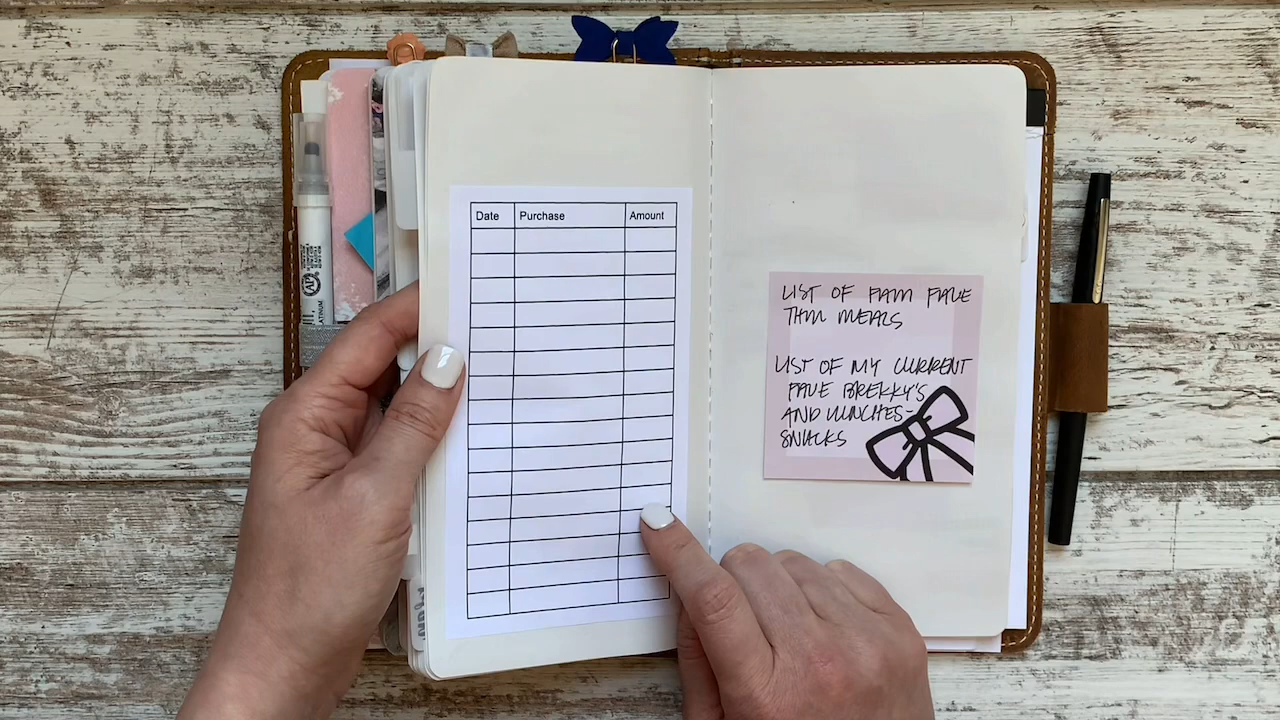 Date Purchase Amount
LIST OF FAM FAVE
THM MEALS
LIST OF MY CURRENT
FAVE BREKKY'S
AND LUNCHES-
SNACKS